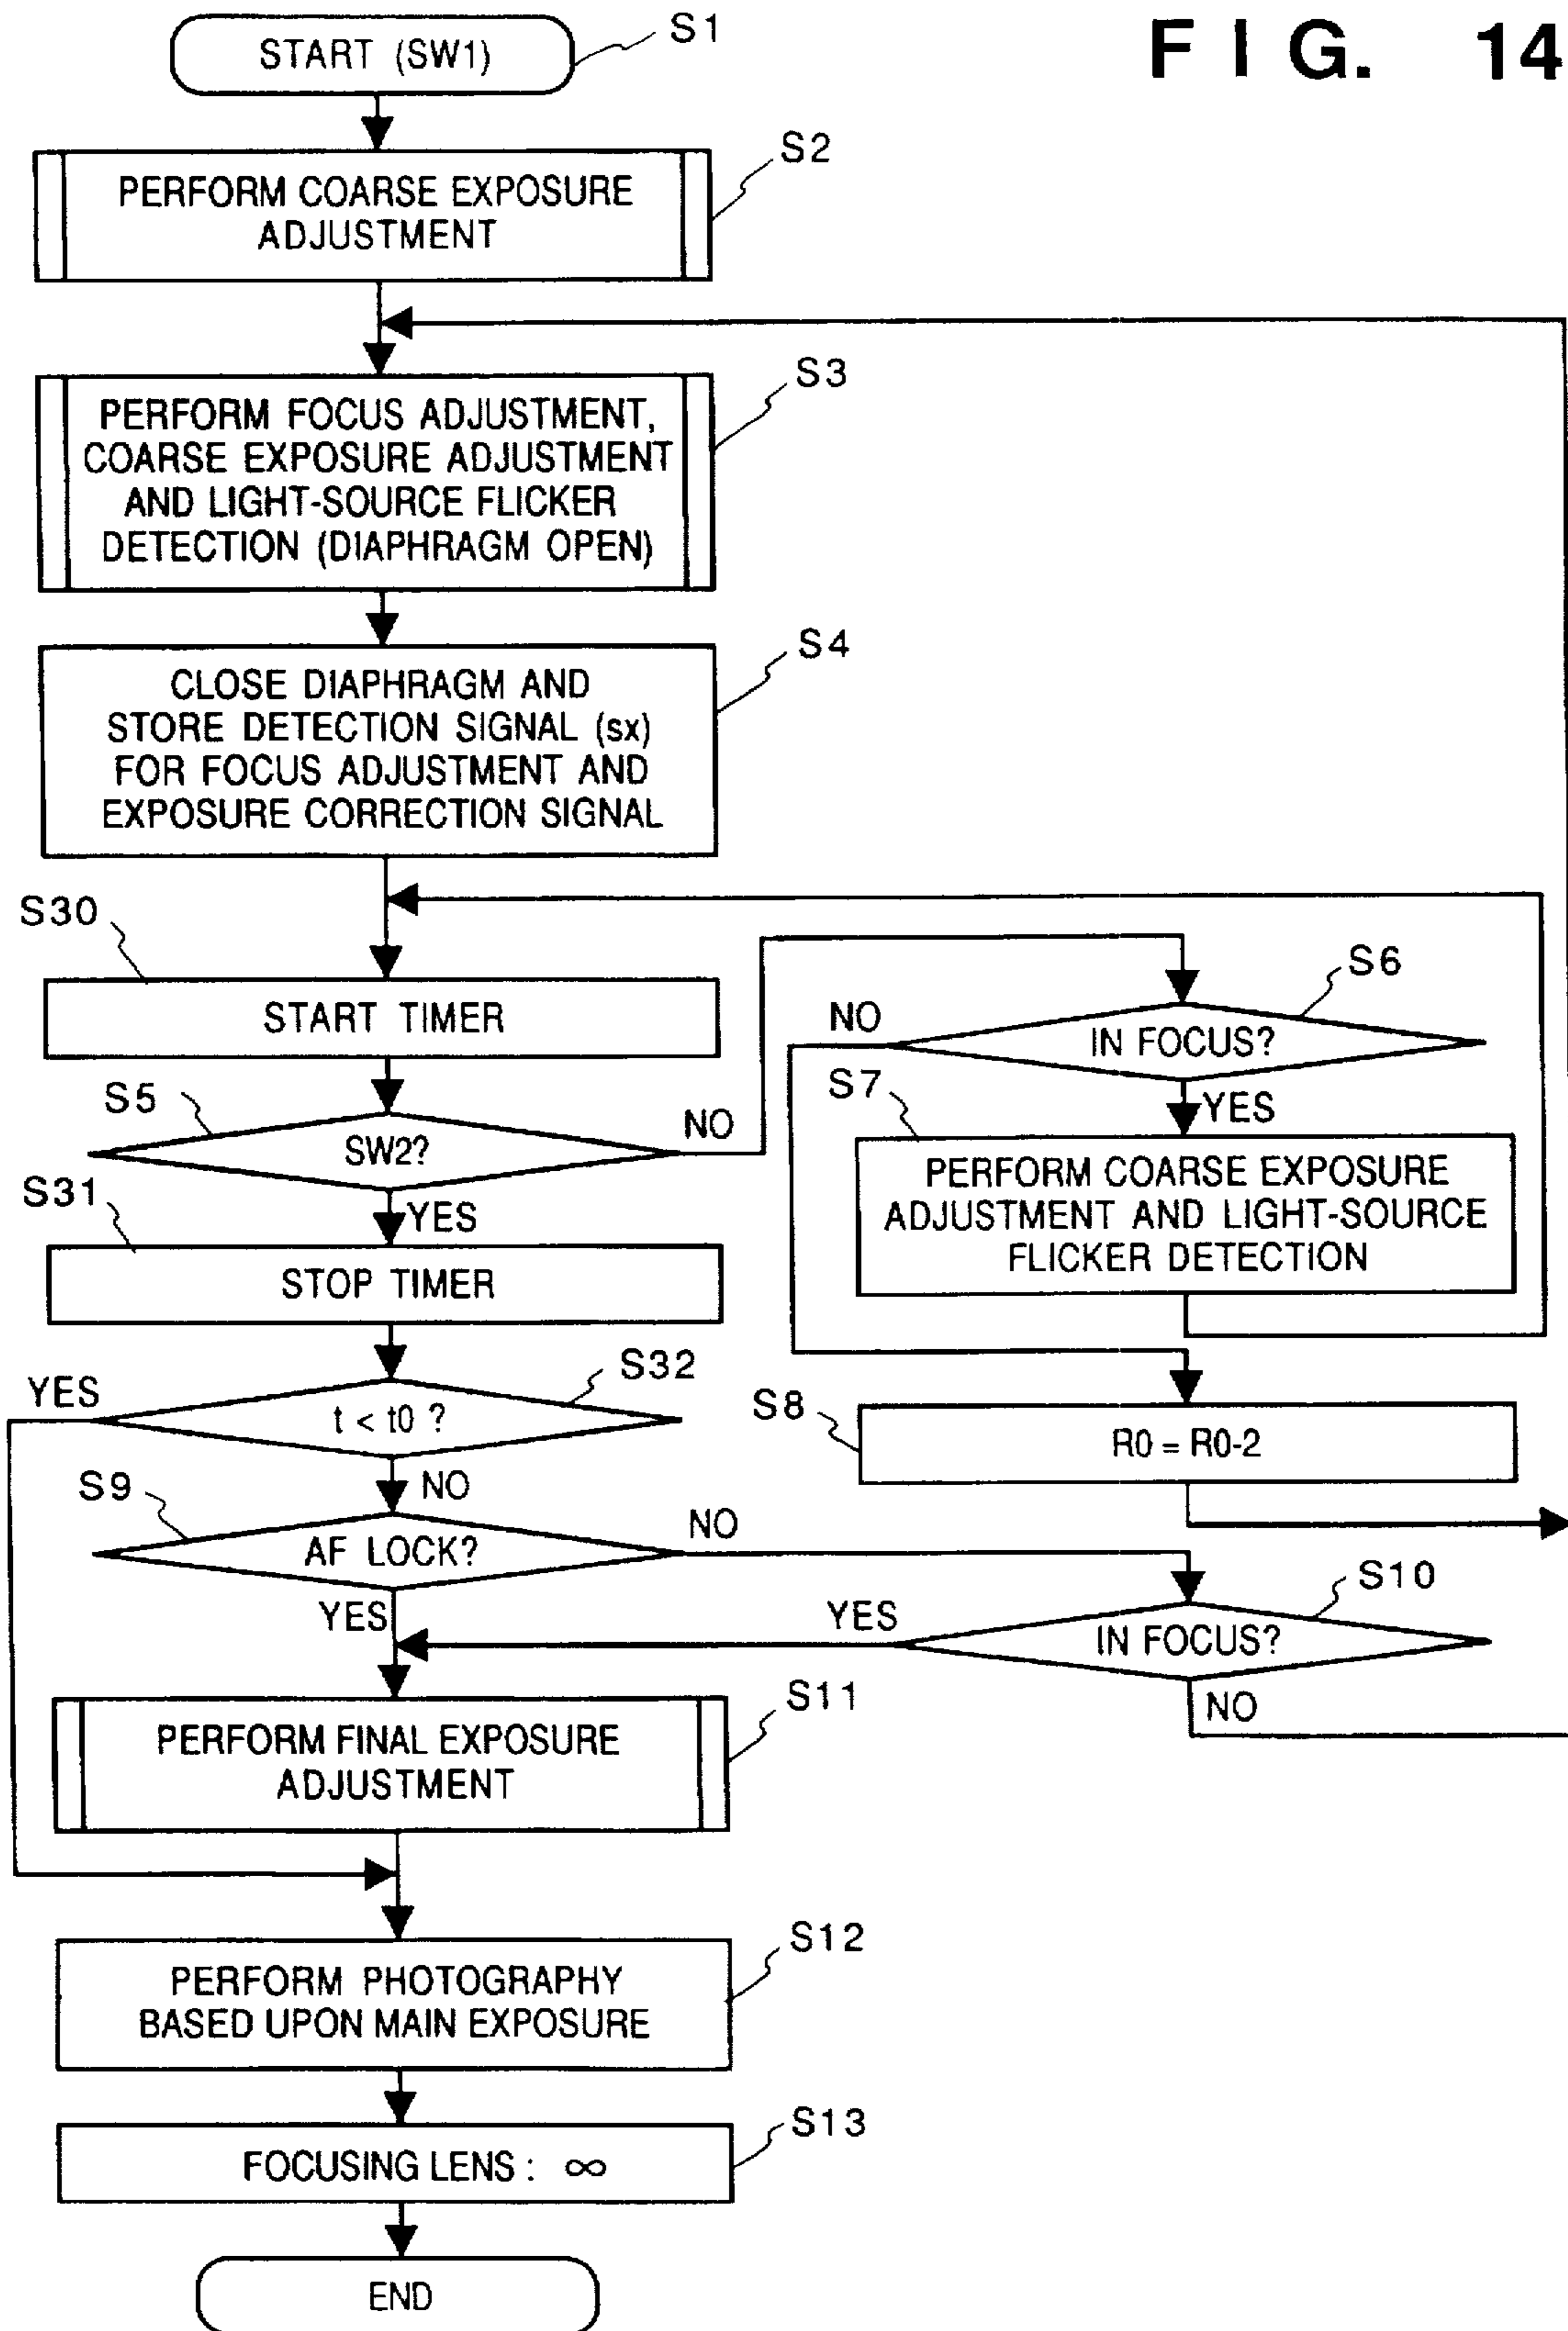 FIG. 14
START (SW1)
S1
PERFORM COARSE EXPOSURE
ADJUSTMENT
S2
PERFORM FOCUS ADJUSTMENT,
COARSE EXPOSURE ADJUSTMENT
AND LIGHT-SOURCE FLICKER
DETECTION (DIAPHRAGM OPEN)
S3
CLOSE DIAPHRAGM AND
STORE DETECTION SIGNAL (sx)
FOR FOCUS ADJUSTMENT AND
EXPOSURE CORRECTION SIGNAL
S4
S30
START TIMER
S5
SW2?
NO
YES
S6
IN FOCUS?
NO
YES
S7
PERFORM COARSE EXPOSURE
ADJUSTMENT AND LIGHT-SOURCE
FLICKER DETECTION
S31
STOP TIMER
S32
t < t0 ?
YES
NO
S8
R0 = R0-2
S9
AF LOCK?
NO
YES
S10
IN FOCUS?
YES
NO
S11
PERFORM FINAL EXPOSURE
ADJUSTMENT
S12
PERFORM PHOTOGRAPHY
BASED UPON MAIN EXPOSURE
S13
FOCUSING LENS : ∞
END